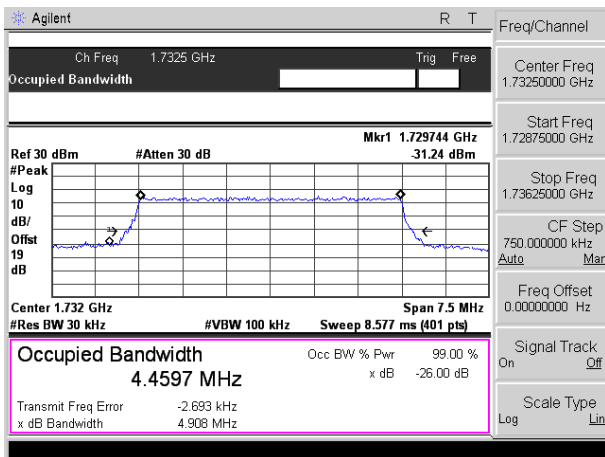 Agilent
R T
Freq/Channel
Ch Freq 1.7325 GHz Trig Free
Occupied Bandwidth
Center Freq
1.73250000 GHz
Start Freq
1.72875000 GHz
Mkr1 1.729744 GHz
Ref 30 dBm #Atten 30 dB -31.24 dBm
#Peak
Log
10
dB/
Offst
19
dB
Stop Freq
1.73625000 GHz
CF Step
750.000000 kHz
Auto Man
Freq Offset
0.00000000 Hz
Center 1.732 GHz Span 7.5 MHz
#Res BW 30 kHz #VBW 100 kHz Sweep 8.577 ms (401 pts)
Signal Track
On Off
Occupied Bandwidth Occ BW % Pwr 99.00 %
4.4597 MHz x dB -26.00 dB
Transmit Freq Error -2.693 kHz
x dB Bandwidth 4.908 MHz
Scale Type
Log Lin